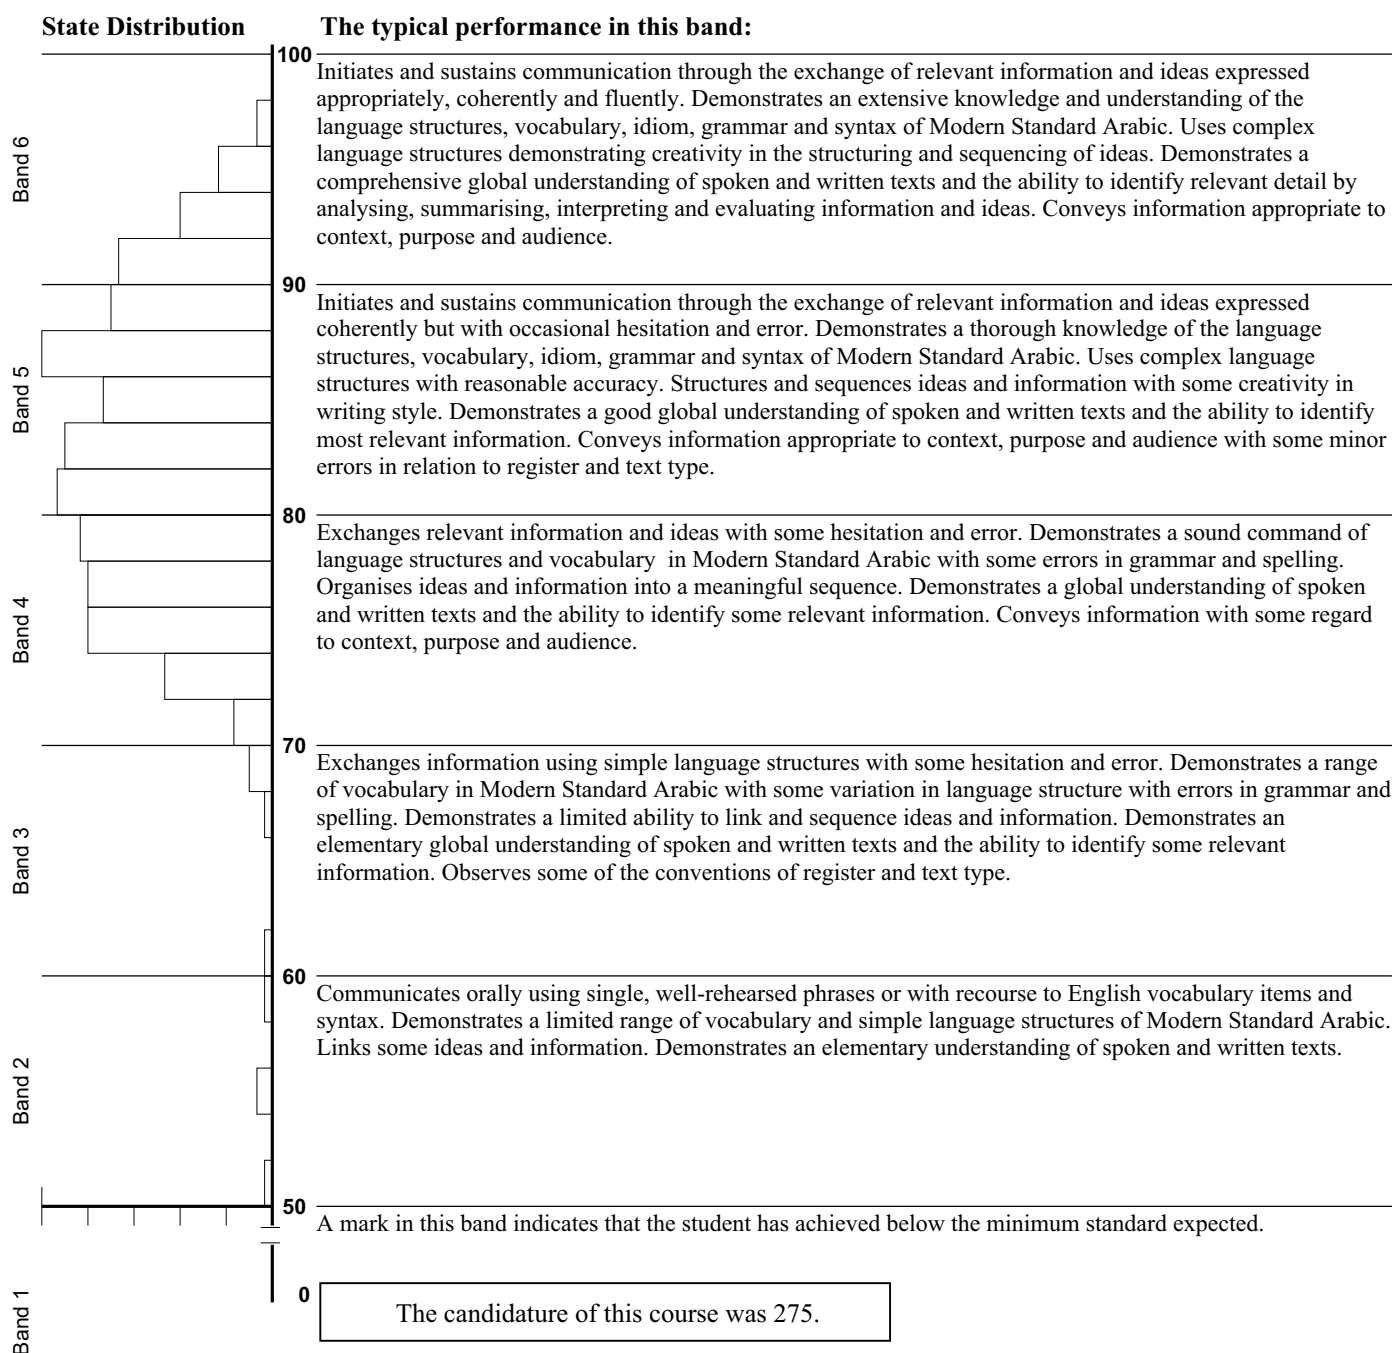 State Distribution
The typical performance in this band:
100
Band 6
Initiates and sustains communication through the exchange of relevant information and ideas expressed
appropriately, coherently and fluently. Demonstrates an extensive knowledge and understanding of the
language structures, vocabulary, idiom, grammar and syntax of Modern Standard Arabic. Uses complex
language structures demonstrating creativity in the structuring and sequencing of ideas. Demonstrates a
comprehensive global understanding of spoken and written texts and the ability to identify relevant detail by
analysing, summarising, interpreting and evaluating information and ideas. Conveys information appropriate to
context, purpose and audience.
90
Band 5
Initiates and sustains communication through the exchange of relevant information and ideas expressed
coherently but with occasional hesitation and error. Demonstrates a thorough knowledge of the language
structures, vocabulary, idiom, grammar and syntax of Modern Standard Arabic. Uses complex language
structures with reasonable accuracy. Structures and sequences ideas and information with some creativity in
writing style. Demonstrates a good global understanding of spoken and written texts and the ability to identify
most relevant information. Conveys information appropriate to context, purpose and audience with some minor
errors in relation to register and text type.
80
Band 4
Exchanges relevant information and ideas with some hesitation and error. Demonstrates a sound command of
language structures and vocabulary in Modern Standard Arabic with some errors in grammar and spelling.
Organises ideas and information into a meaningful sequence. Demonstrates a global understanding of spoken
and written texts and the ability to identify some relevant information. Conveys information with some regard
to context, purpose and audience.
70
Band 3
Exchanges information using simple language structures with some hesitation and error. Demonstrates a range
of vocabulary in Modern Standard Arabic with some variation in language structure with errors in grammar and
spelling. Demonstrates a limited ability to link and sequence ideas and information. Demonstrates an
elementary global understanding of spoken and written texts and the ability to identify some relevant
information. Observes some of the conventions of register and text type.
60
Band 2
Communicates orally using single, well-rehearsed phrases or with recourse to English vocabulary items and
syntax. Demonstrates a limited range of vocabulary and simple language structures of Modern Standard Arabic.
Links some ideas and information. Demonstrates an elementary understanding of spoken and written texts.
50
A mark in this band indicates that the student has achieved below the minimum standard expected.
Band 1
0
The candidature of this course was 275.